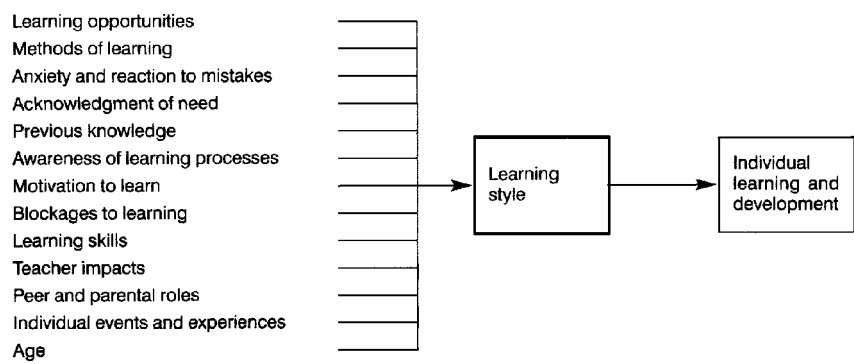 Learning opportunities
Methods of learning
Anxiety and reaction to mistakes
Acknowledgment of need
Previous knowledge
Awareness of learning processes
Motivation to learn
Blockages to learning
Learning skills
Teacher impacts
Peer and parental roles
Individual events and experiences
Age
Learning
style
Individual
learning and
development